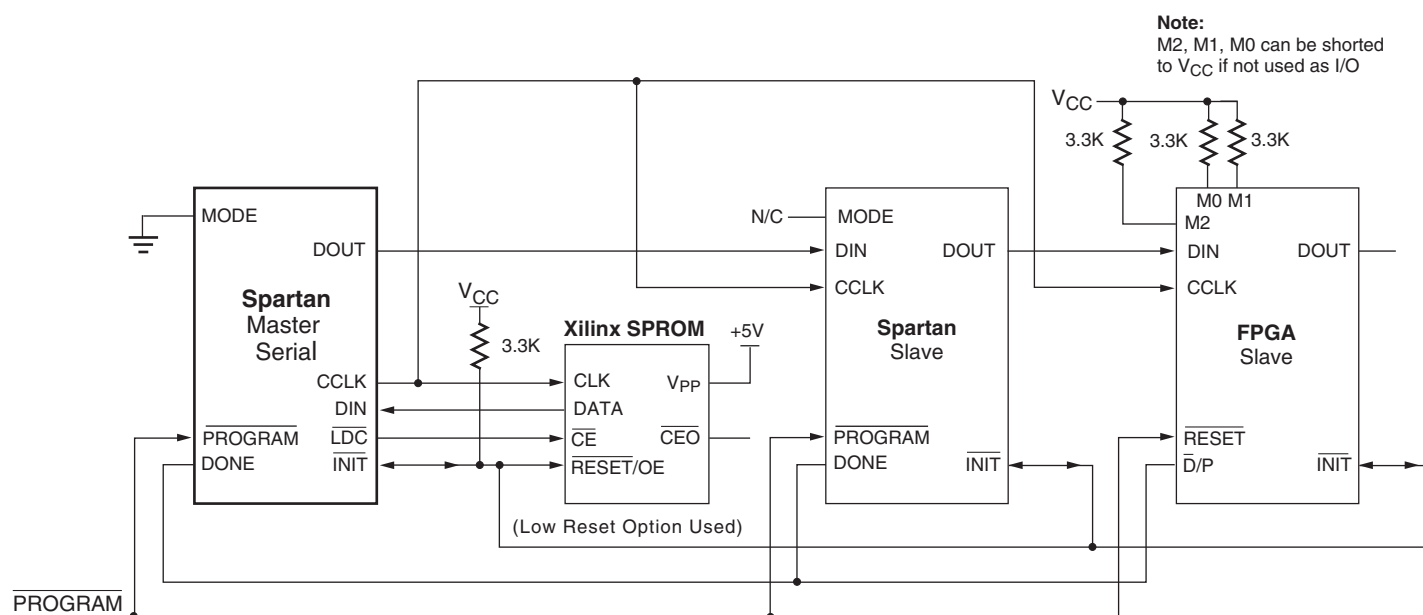 Note:
M2, M1, M0 can be shorted
to VCC if not used as I/O
VCC
3.3K
3.3K
3.3K
MODE
DOUT
Spartan
Master
Serial
CCLK
DIN
PROGRAM
LDC
DONE
INIT
VCC
3.3K
Xilinx SPROM
+5V
CLK
VPP
DATA
CE
CEO
RESET/OE
(Low Reset Option Used)
N/C
MODE
DIN
DOUT
CCLK
Spartan
Slave
PROGRAM
DONE
INIT
M0 M1
M2
DIN
DOUT
CCLK
FPGA
Slave
RESET
D/P
INIT
PROGRAM